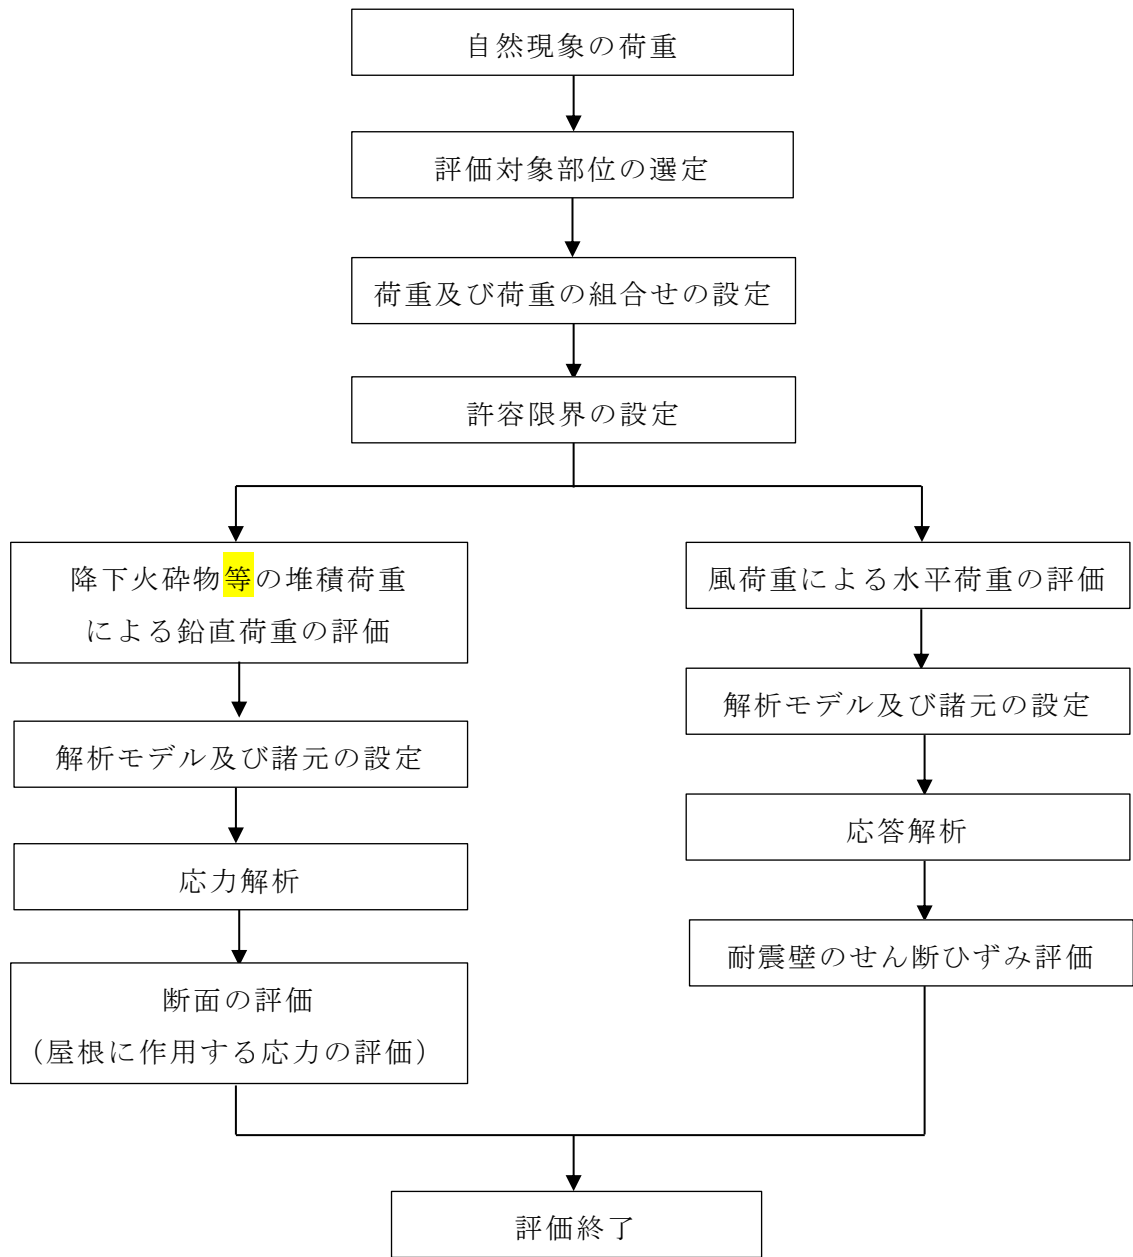 自然現象の荷重
評価対象部位の選定
荷重及び荷重の組合せの設定
許容限界の設定
降下火砕物等の堆積荷重
による鉛直荷重の評価
解析モデル及び諸元の設定
応力解析
断面の評価
（屋根に作用する応力の評価）
風荷重による水平荷重の評価
解析モデル及び諸元の設定
応答解析
耐震壁のせん断ひずみ評価
評価終了